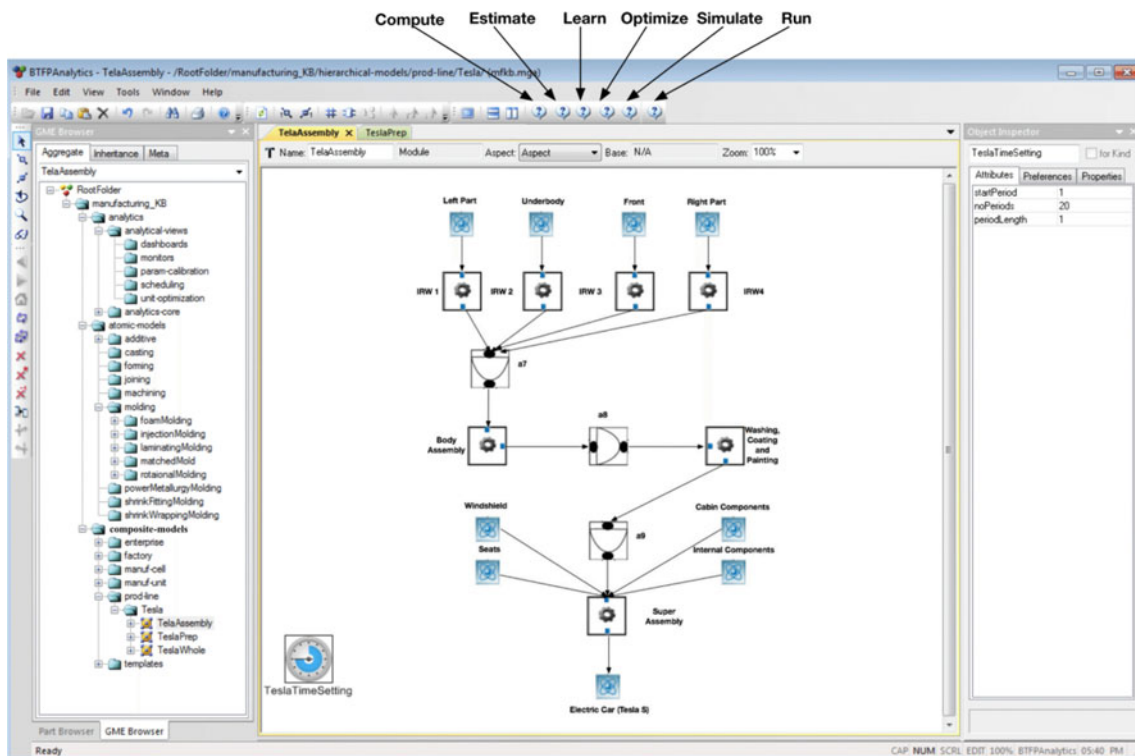 Compute Estimate Learn Optimize Simulate Run
BTFPAnalytics - TelaAssembly - /RootFolder/manufacturing_KB/hierarchical-models/prod-line/Tesla/ (mfkb.mga)
File Edit View Tools Window Help
GME Browser
Aggregate Inheritance Meta
TelaAssembly
RootFolder
manufacturing_KB
analytics
analytical-views
dashboards
monitors
param-calibration
scheduling
unit-optimization
analytics-core
atomic-models
additive
casting
forming
joining
machining
molding
foamMolding
injectionMolding
laminatingMolding
matchedMold
rotaionalMolding
powerMetallurgyMolding
shrinkFittingMolding
shrinkWrappingMolding
composite-models
enterprise
factory
manuf-cell
manuf-unit
prod-line
Tesla
TelaAssembly
TeslaPrep
TeslaWhole
templates
Part Browser GME Browser
TelaAssembly TeslaPrep
Name: TelaAssembly Module Aspect: Aspect Base: N/A Zoom: 100%
Left Part Underbody Front Right Part
IRW 1 IRW 2 IRW 3 IRW4
a7
a8
Body
Assembly
Washing,
Coating
and
Painting
Windshield Cabin Components
a9
Seats Internal Components
Super
Assembly
TeslaTimeSetting
Electric Car (Tesla S)
Object Inspector
TeslaTimeSetting for Kind
Attributes Preferences Properties
startPeriod 1
noPeriods 20
periodLength 1
Ready CAP NUM SCRL EDIT 100% BTFPAnalytics 05:40 PM